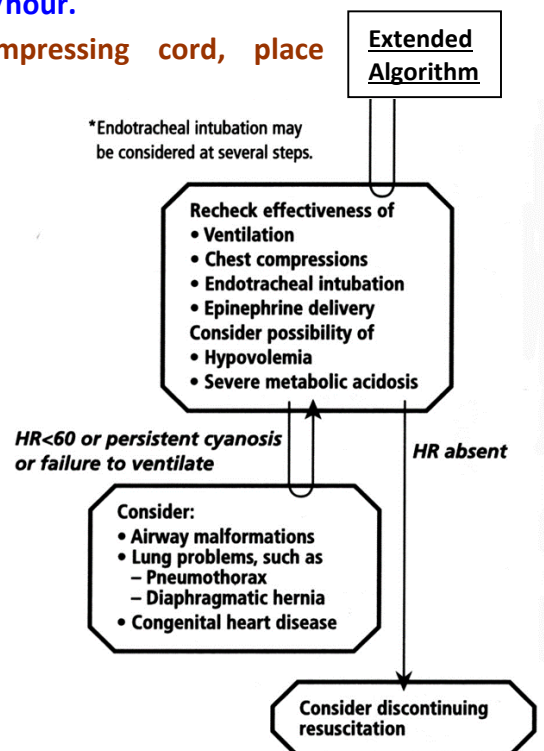 /hour.
mpressing cord, place
Extended
Algorithm
*Endotracheal intubation may
be considered at several steps.
Recheck effectiveness of
• Ventilation
• Chest compressions
• Endotracheal intubation
• Epinephrine delivery
Consider possibility of
• Hypovolemia
• Severe metabolic acidosis
HR<60 or persistent cyanosis
or failure to ventilate
HR absent
Consider:
• Airway malformations
• Lung problems, such as
– Pneumothorax
– Diaphragmatic hernia
• Congenital heart disease
Consider discontinuing
resuscitation